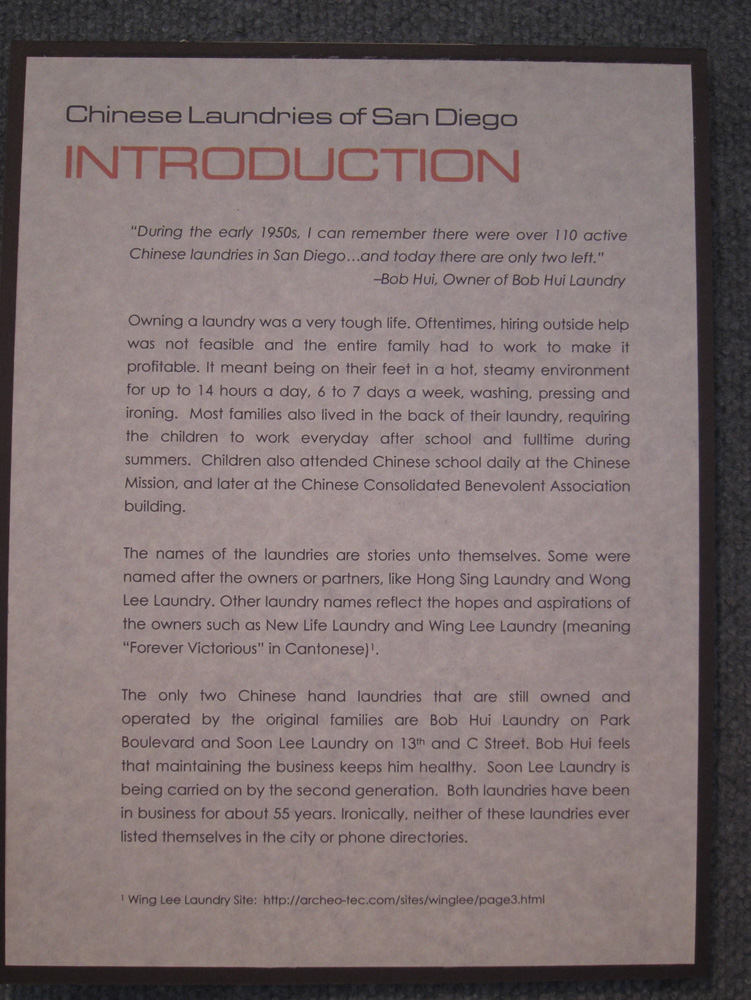 Chinese Laundries of San Diego
INTRODUCTION
“During the early 1950s, I can remember there were over 110 active
Chinese laundries in San Diego…and today there are only two left.”
–Bob Hui, Owner of Bob Hui Laundry
Owning a laundry was a very tough life. Oftentimes, hiring outside help
was not feasible and the entire family had to work to make it
profitable. It meant being on their feet in a hot, steamy environment
for up to 14 hours a day, 6 to 7 days a week, washing, pressing and
ironing.  Most families also lived in the back of their laundry, requiring
the children to work everyday after school and fulltime during
summers.  Children also attended Chinese school daily at the Chinese
Mission, and later at the Chinese Consolidated Benevolent Association
building.
The names of the laundries are stories unto themselves. Some were
named after the owners or partners, like Hong Sing Laundry and Wong
Lee Laundry. Other laundry names reflect the hopes and aspirations of
the owners such as New Life Laundry and Wing Lee Laundry (meaning
“Forever Victorious” in Cantonese)¹.
The only two Chinese hand laundries that are still owned and
operated by the original families are Bob Hui Laundry on Park
Boulevard and Soon Lee Laundry on 13th and C Street. Bob Hui feels
that maintaining the business keeps him healthy.  Soon Lee Laundry is
being carried on by the second generation.  Both laundries have been
in business for about 55 years. Ironically, neither of these laundries ever
listed themselves in the city or phone directories.
¹ Wing Lee Laundry Site:  http://archeo-tec.com/sites/winglee/page3.html